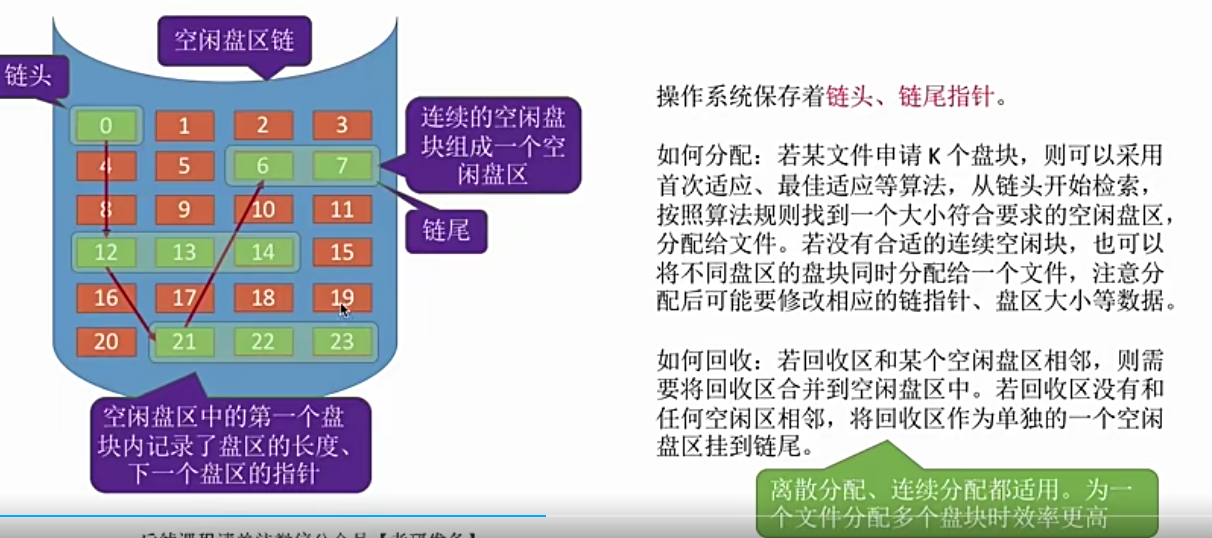 空闲盘区链
链头
0 1 2 3
4 5 6 7
8 9 10 11
12 13 14 15
16 17 18 19
20 21 22 23
连续的空闲盘
块组成一个空
闲盘区
链尾
空闲盘区中的第一个盘
块内记录了盘区的长度、
下一个盘区的指针
操作系统保存着链头、链尾指针。
如何分配：若某文件申请 K 个盘块，则可以采用
首次适应、最佳适应等算法，从链头开始检索，
按照算法规则找到一个大小符合要求的空闲盘区，
分配给文件。若没有合适的连续空闲块，也可以
将不同盘区的盘块同时分配给一个文件，注意分
配后可能要修改相应的链指针、盘区大小等数据。
如何回收：若回收区和某个空闲盘区相邻，则需
要将回收区合并到空闲盘区中。若回收区没有和
任何空闲区相邻，将回收区作为单独的一个空闲
盘区挂到链尾。
离散分配、连续分配都适用。为一
个文件分配多个盘块时效率更高